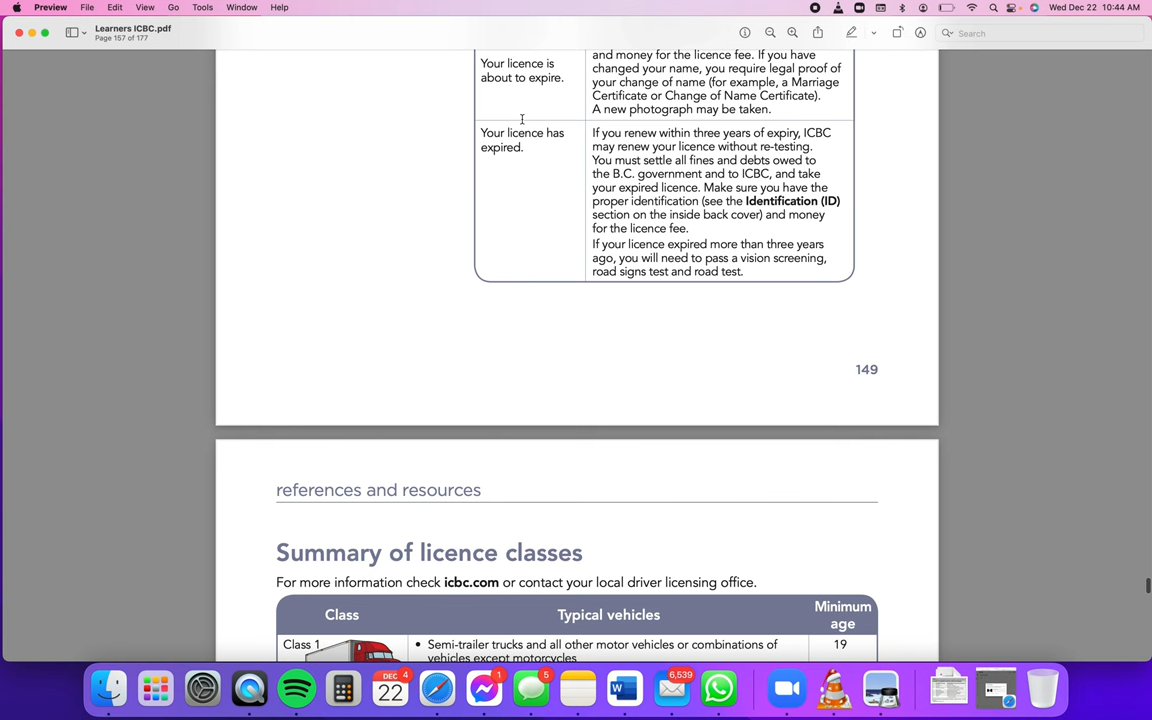 Preview File Edit View Go Tools Window Help Wed Dec 22 10:44 AM
Learners ICBC.pdf
Page 157 of 177
Search
Your licence is
about to expire.
and money for the licence fee. If you have
changed your name, you require legal proof of
your change of name (for example, a Marriage
Certificate or Change of Name Certificate).
A new photograph may be taken.
Your licence has
expired.
If you renew within three years of expiry, ICBC
may renew your licence without re-testing.
You must settle all fines and debts owed to
the B.C. government and to ICBC, and take
your expired licence. Make sure you have the
proper identification (see the Identification (ID)
section on the inside back cover) and money
for the licence fee.
If your licence expired more than three years
ago, you will need to pass a vision screening,
road signs test and road test.
149
references and resources
Summary of licence classes
For more information check icbc.com or contact your local driver licensing office.
Class Typical vehicles Minimum
age
Class 1
• Semi-trailer trucks and all other motor vehicles or combinations of
vehicles except motorcycles
19
DEC 4
22
1
5
6,539